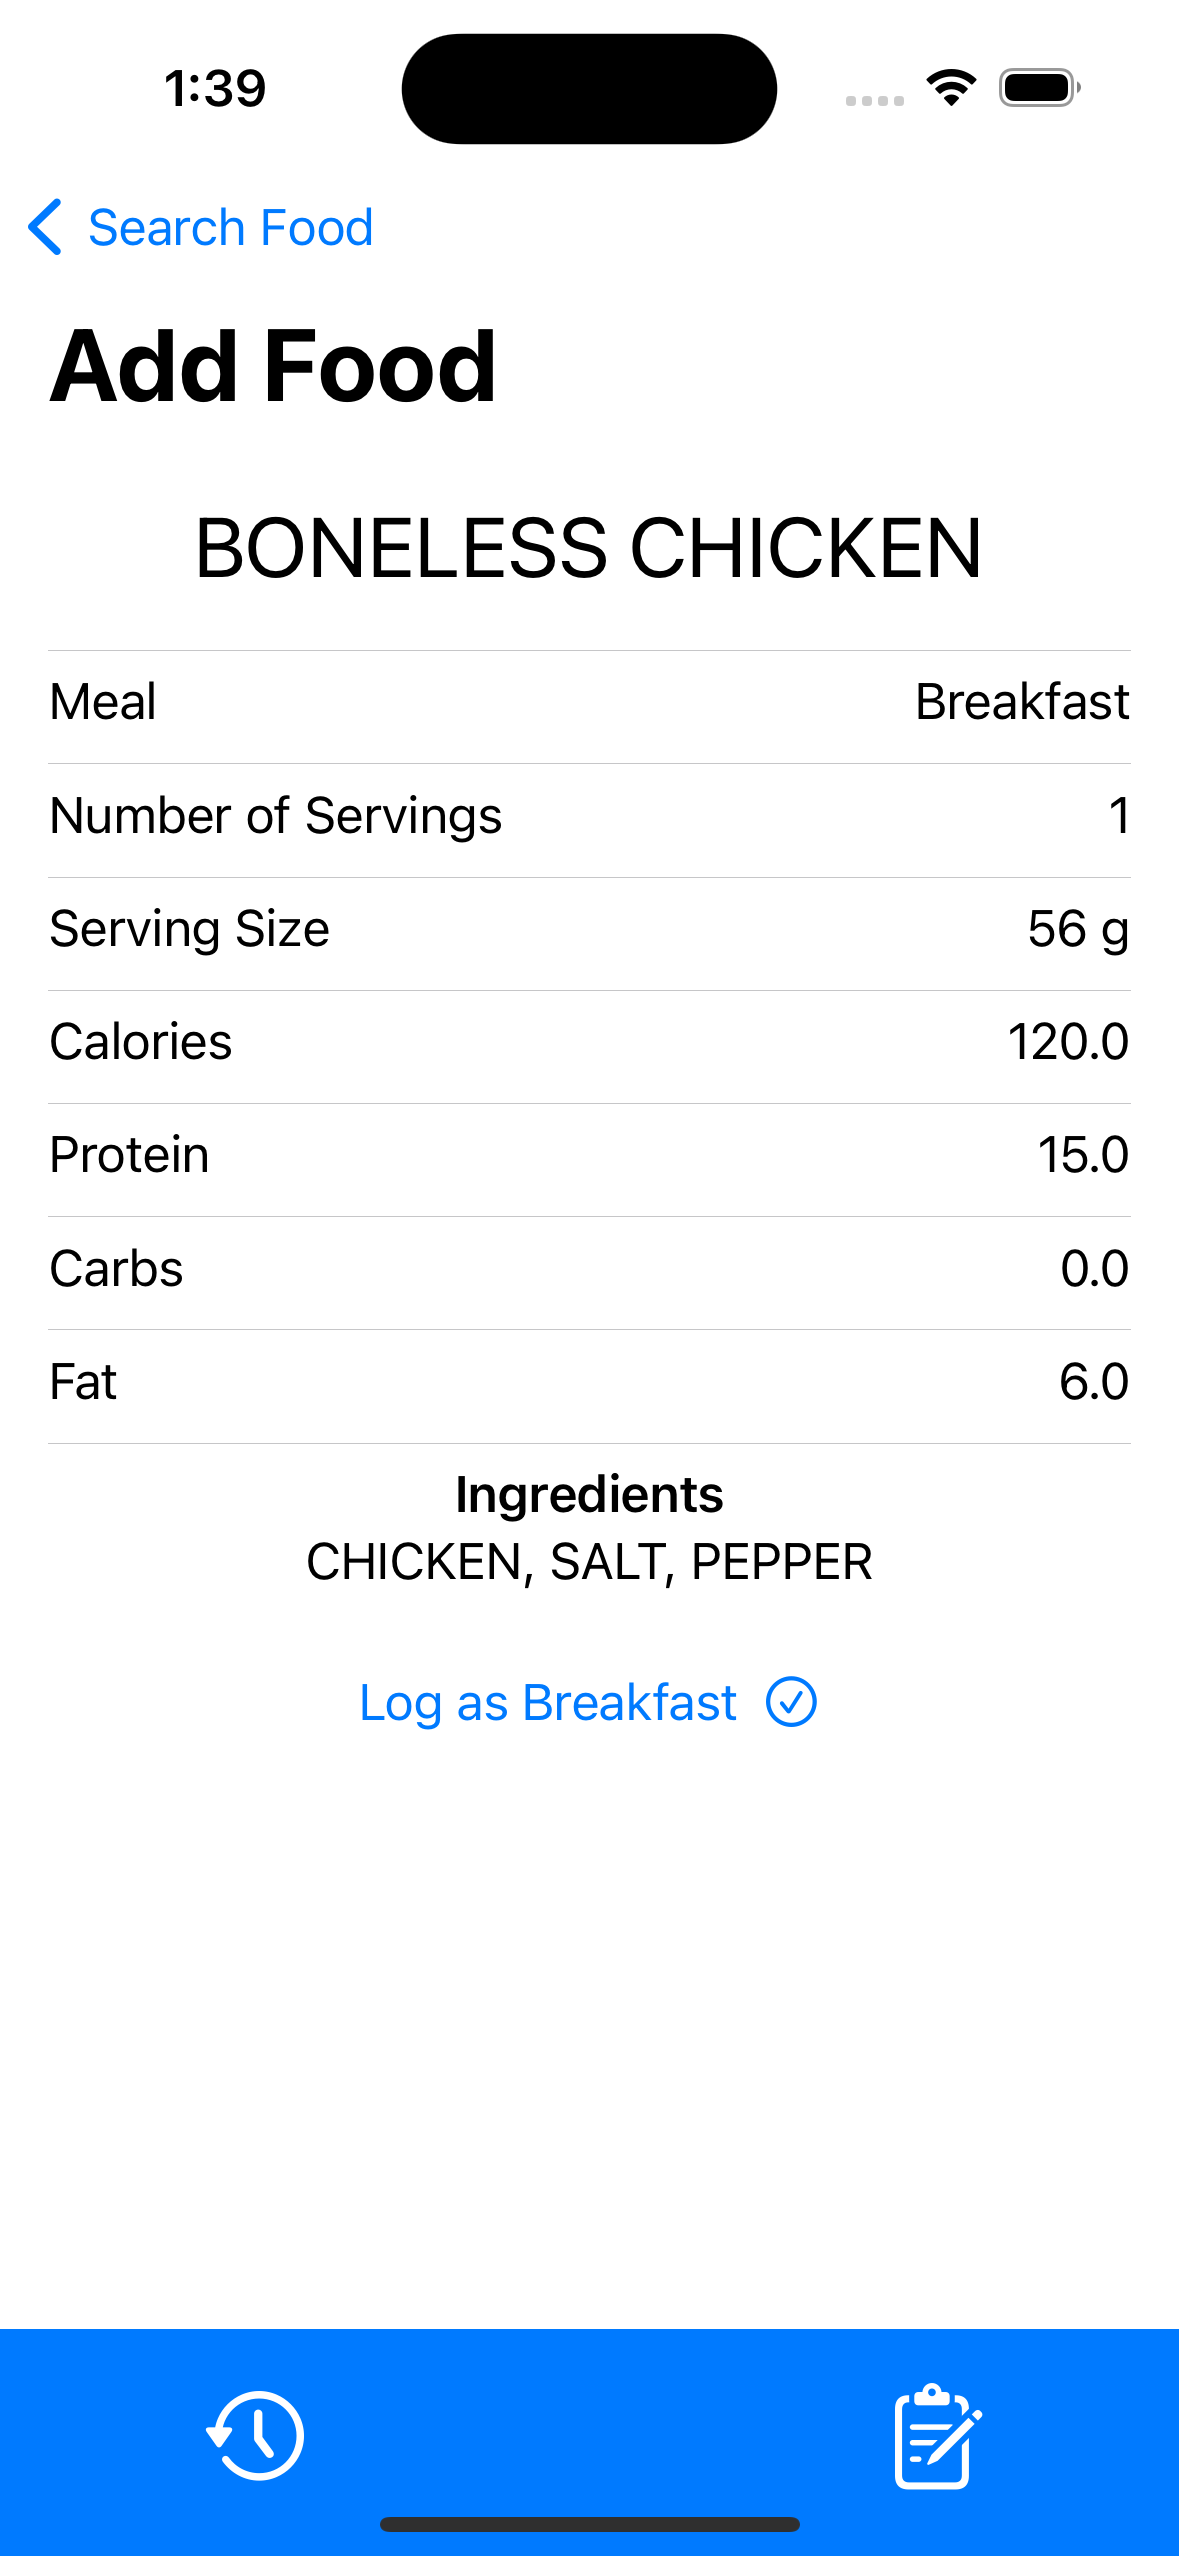 1:39
Search Food
Add Food
BONELESS CHICKEN
Meal Breakfast
Number of Servings 1
Serving Size 56 g
Calories 120.0
Protein 15.0
Carbs 0.0
Fat 6.0
Ingredients
CHICKEN, SALT, PEPPER
Log as Breakfast